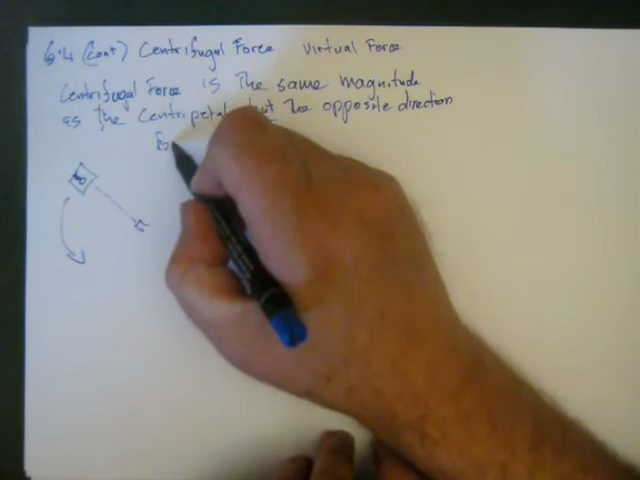 6.4 (cont) Centrifugal Force Virtual Force
Centrifugal Force is the same magnitude
as the Centripetal but the opposite direction
Fo